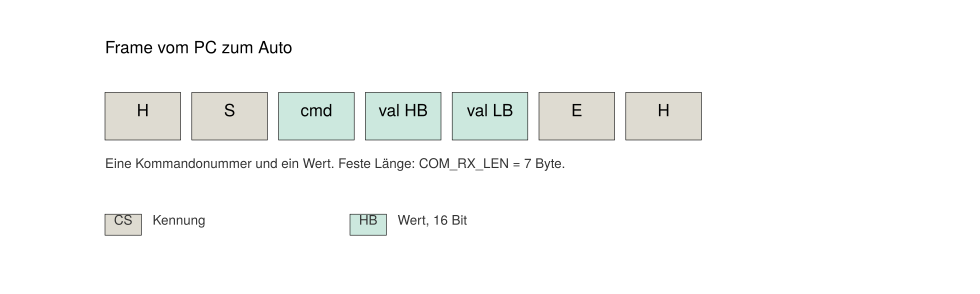 Frame vom PC zum Auto
H S cmd val HB val LB E H
Eine Kommandonummer und ein Wert. Feste Länge: COM_RX_LEN = 7 Byte.
CS Kennung HB Wert, 16 Bit